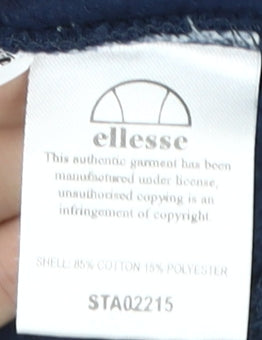 ellesse
This authentic garment has been
manufactured under license,
unauthorised copying is an
infringement of copyright
SHELL: 85% COTTON 15% POLYESTER
STA02215